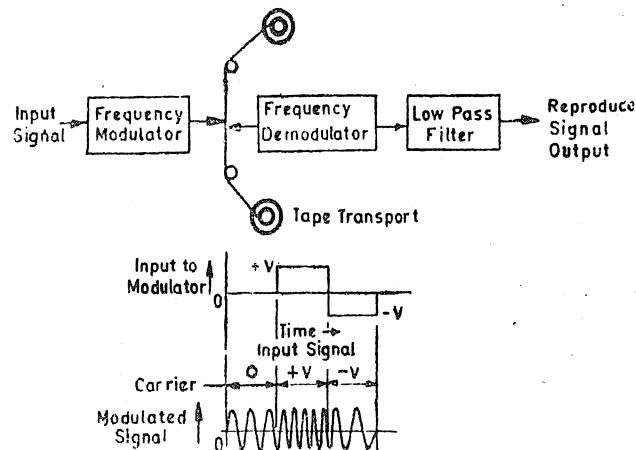 Input
Signal
Frequency
Modulator
Frequency
Demodulator
Low Pass
Filter
Reproduce
Signal
Output
Tape Transport
Input to
Modulator
+V
0
-V
Time →
Input Signal
Carrier
0
+V
-V
Modulated
Signal
0